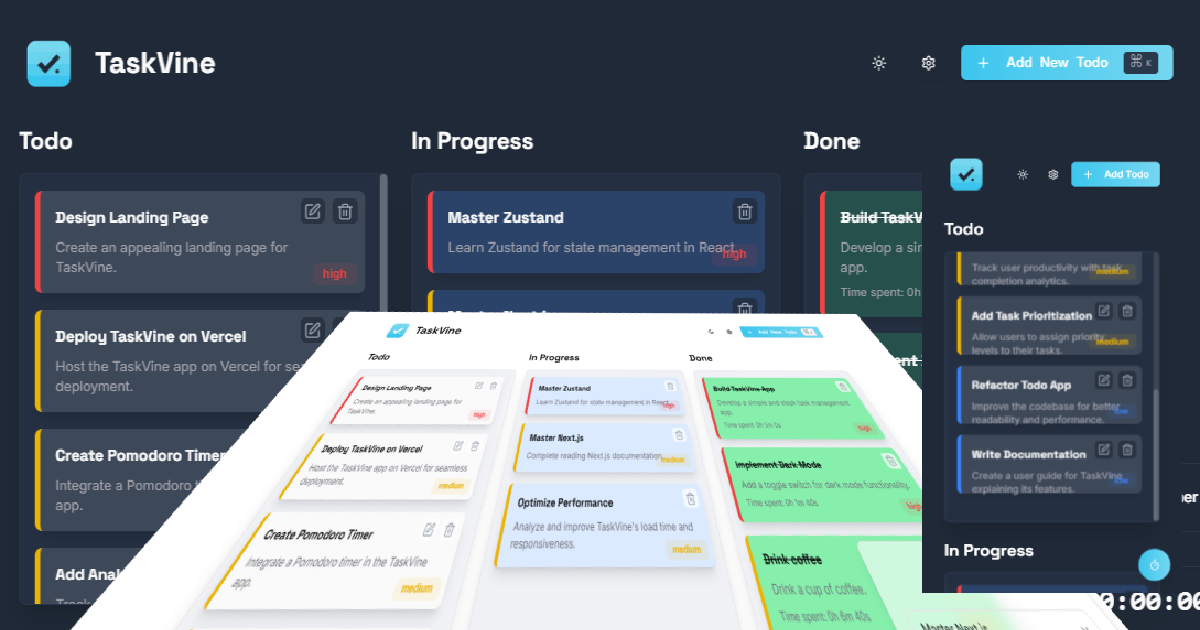 TaskVine
Add New Todo ⌘ K
Todo
Design Landing Page
Create an appealing landing page for
TaskVine.
high
Deploy TaskVine on Vercel
Host the TaskVine app on Vercel for
deployment.
Create Pomodoro Timer
Integrate a Pomodoro
app.
Add
In Progress
Master Zustand
Learn Zustand for state management in React
high
Done
Build
Develop a
app.
Time spent: 0h
Add Todo
Todo
Track user productivity with task
completion analytics.
medium
Add Task Prioritization
Allow users to assign priority
levels to their tasks.
medium
Refactor Todo App
Improve the codebase for better
readability and performance.
low
Write Documentation
Create a user guide for TaskVine
explaining its features.
low
In Progress
TaskVine
Add New Todo
Todo
Design Landing Page
Create an appealing landing page for
TaskVine.
high
Deploy TaskVine on Vercel
Host the TaskVine app on Vercel for seamless
deployment.
medium
Create Pomodoro Timer
Integrate a Pomodoro timer in the TaskVine
app.
medium
In Progress
Master Zustand
Learn Zustand for state management in React
high
Master Next.js
Complete reading Next.js documentation
medium
Optimize Performance
Analyze and improve TaskVine's load time and
responsiveness.
medium
Done
Build TaskVine App
Develop a simple and sleek task management
app.
Time spent: 0h 1m 0s
high
Implement Dark Mode
Add a toggle switch for dark mode functionality.
Time spent: 0h 1m 40s
high
Drink coffee
Drink a cup of coffee.
Time spent: 0h 6m 40s
Master Next.js
0:00:00